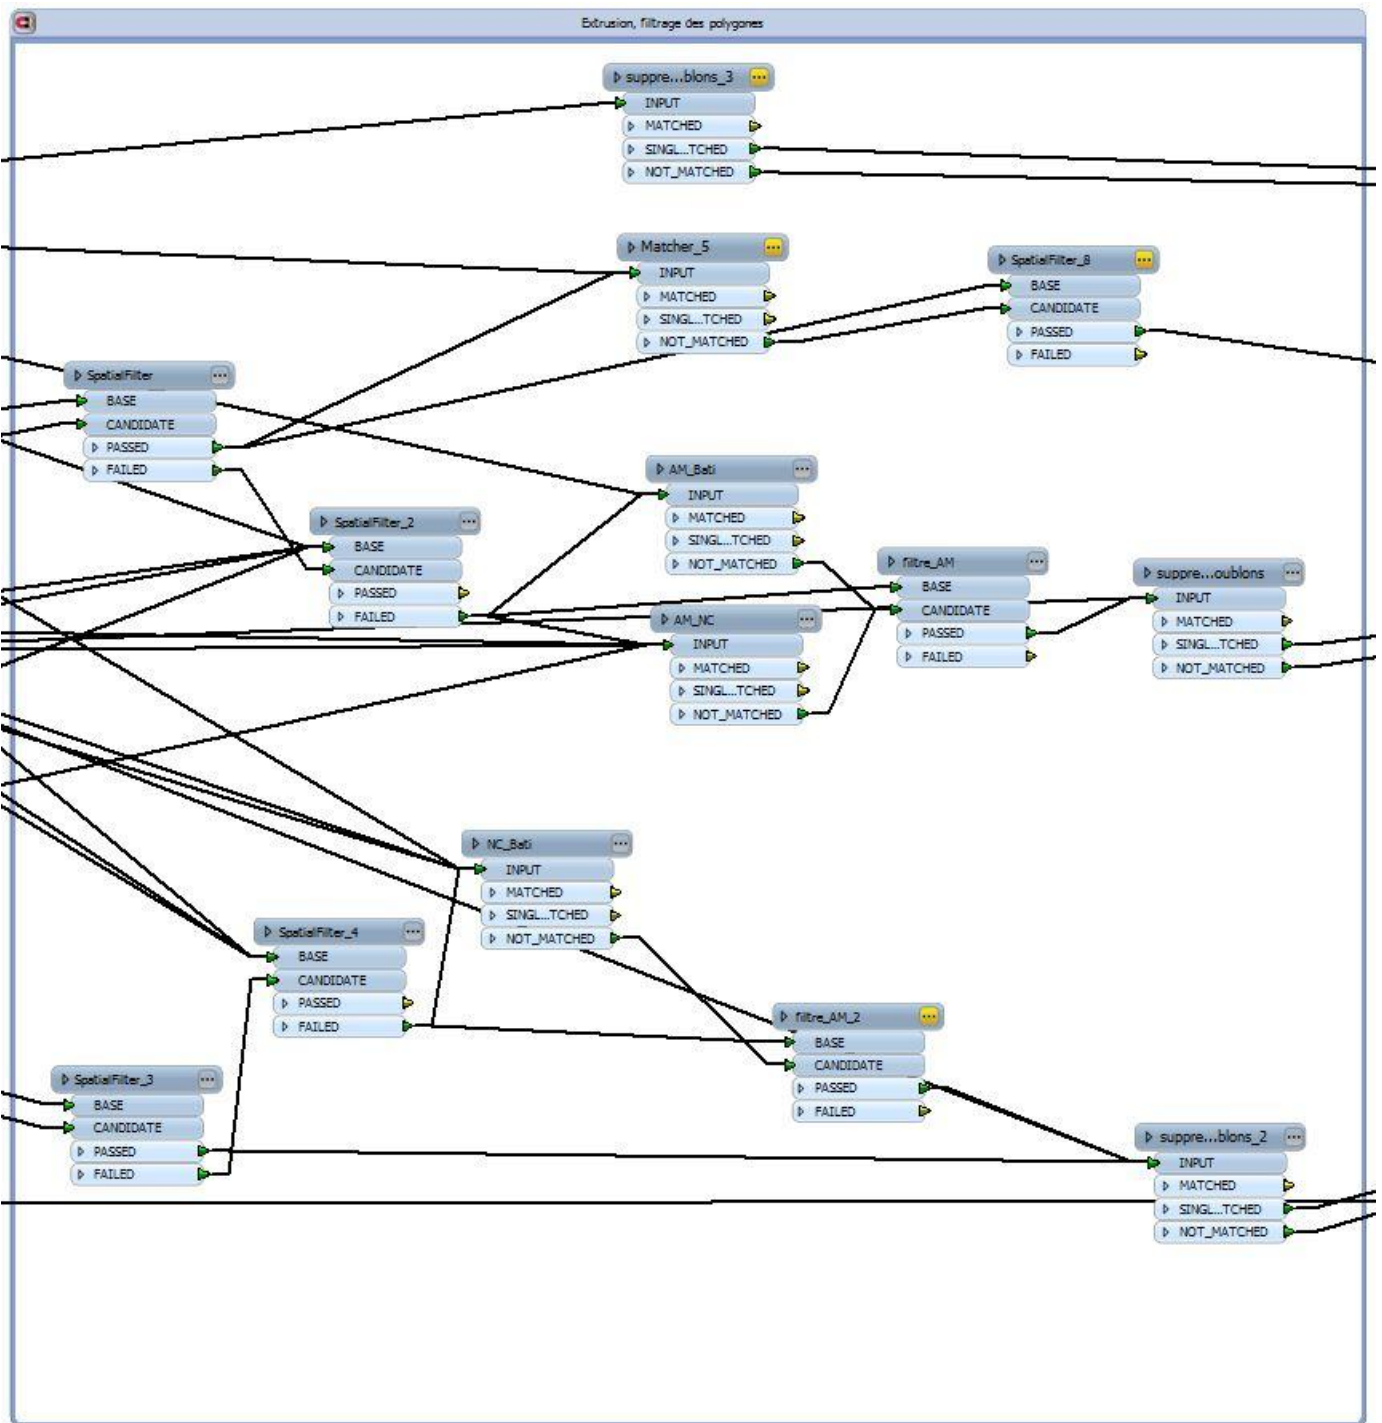 Extrusion, filtrage des polygones
suppre...blons_3
INPUT
MATCHED
SINGL...TCHED
NOT_MATCHED
Matcher_5
INPUT
MATCHED
SINGL...TCHED
NOT_MATCHED
SpatialFilter_8
BASE
CANDIDATE
PASSED
FAILED
SpatialFilter
BASE
CANDIDATE
PASSED
FAILED
SpatialFilter_2
BASE
CANDIDATE
PASSED
FAILED
AM_Bati
INPUT
MATCHED
SINGL...TCHED
NOT_MATCHED
AM_NC
INPUT
MATCHED
SINGL...TCHED
NOT_MATCHED
filtre_AM
BASE
CANDIDATE
PASSED
FAILED
suppre...oublons
INPUT
MATCHED
SINGL...TCHED
NOT_MATCHED
NC_Bati
INPUT
MATCHED
SINGL...TCHED
NOT_MATCHED
SpatialFilter_4
BASE
CANDIDATE
PASSED
FAILED
filtre_AM_2
BASE
CANDIDATE
PASSED
FAILED
SpatialFilter_3
BASE
CANDIDATE
PASSED
FAILED
suppre...blons_2
INPUT
MATCHED
SINGL...TCHED
NOT_MATCHED